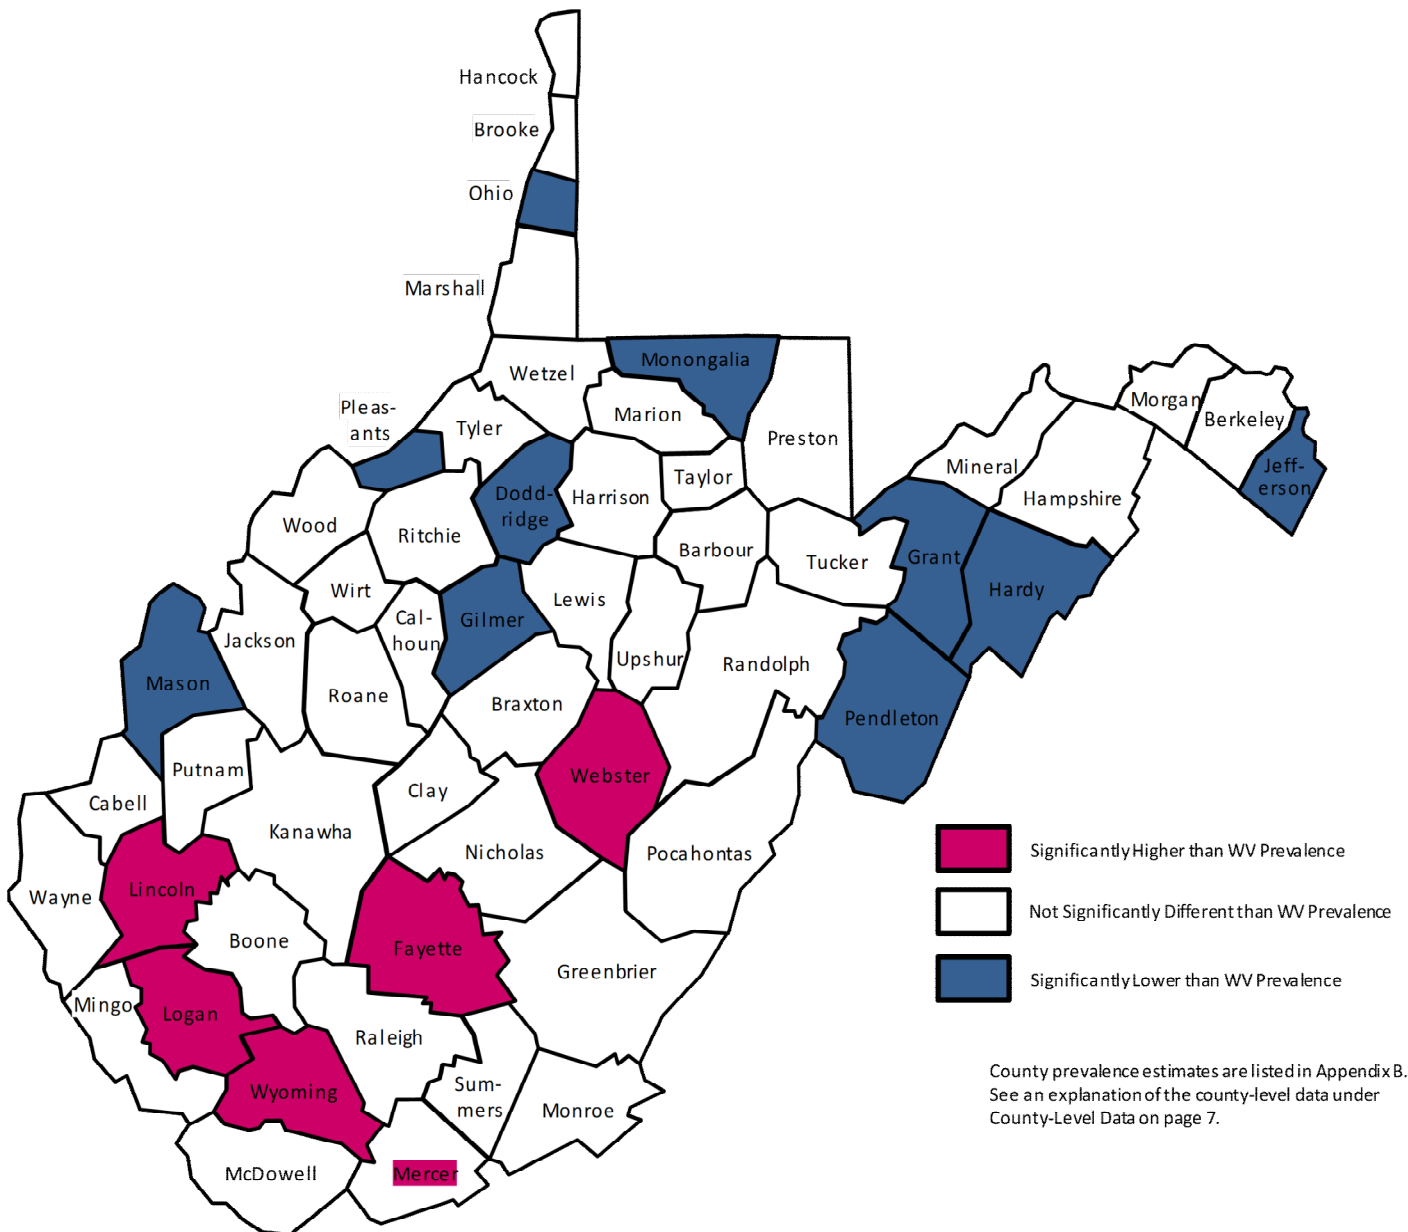 Hancock
Brooke
Ohio
Marshall
Wetzel
Monongalia
Marion
Preston
Pleas-
ants
Tyler
Morgan
Berkeley
Jeff-
erson
Mineral
Hampshire
Taylor
Dodd-
ridge
Harrison
Wood
Ritchie
Barbour
Tucker
Grant
Hardy
Wirt
Cal-
houn
Gilmer
Lewis
Jackson
Upshur
Randolph
Mason
Roane
Braxton
Pendleton
Putnam
Cabell
Clay
Webster
Kanawha
Nicholas
Pocahontas
Wayne
Lincoln
Boone
Fayette
Greenbrier
Mingo
Logan
Raleigh
Wyoming
Sum-
mers
Monroe
McDowell
Mercer
Significantly Higher than WV Prevalence
Not Significantly Different than WV Prevalence
Significantly Lower than WV Prevalence
County prevalence estimates are listed in Appendix B.
See an explanation of the county-level data under
County-Level Data on page 7.